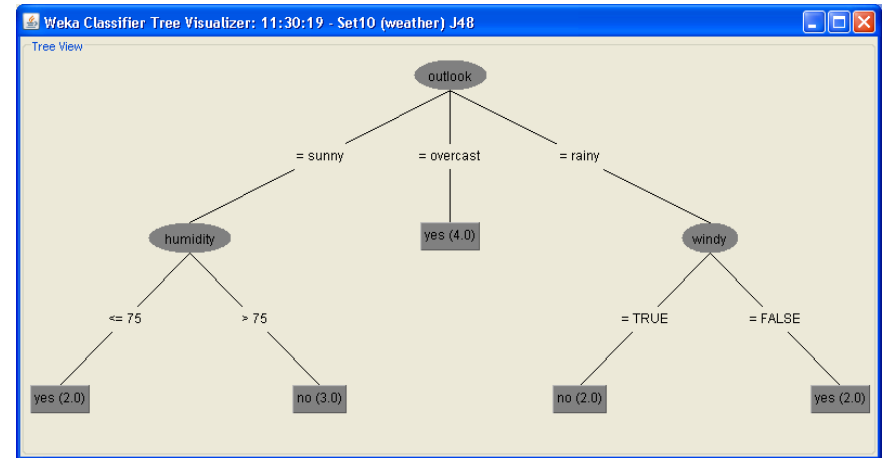 Weka Classifier Tree Visualizer: 11:30:19 - Set10 (weather) J48
Tree View
outlook
= sunny = overcast = rainy
humidity yes (4.0) windy
<= 75 > 75 = TRUE = FALSE
yes (2.0) no (3.0) no (2.0) yes (2.0)